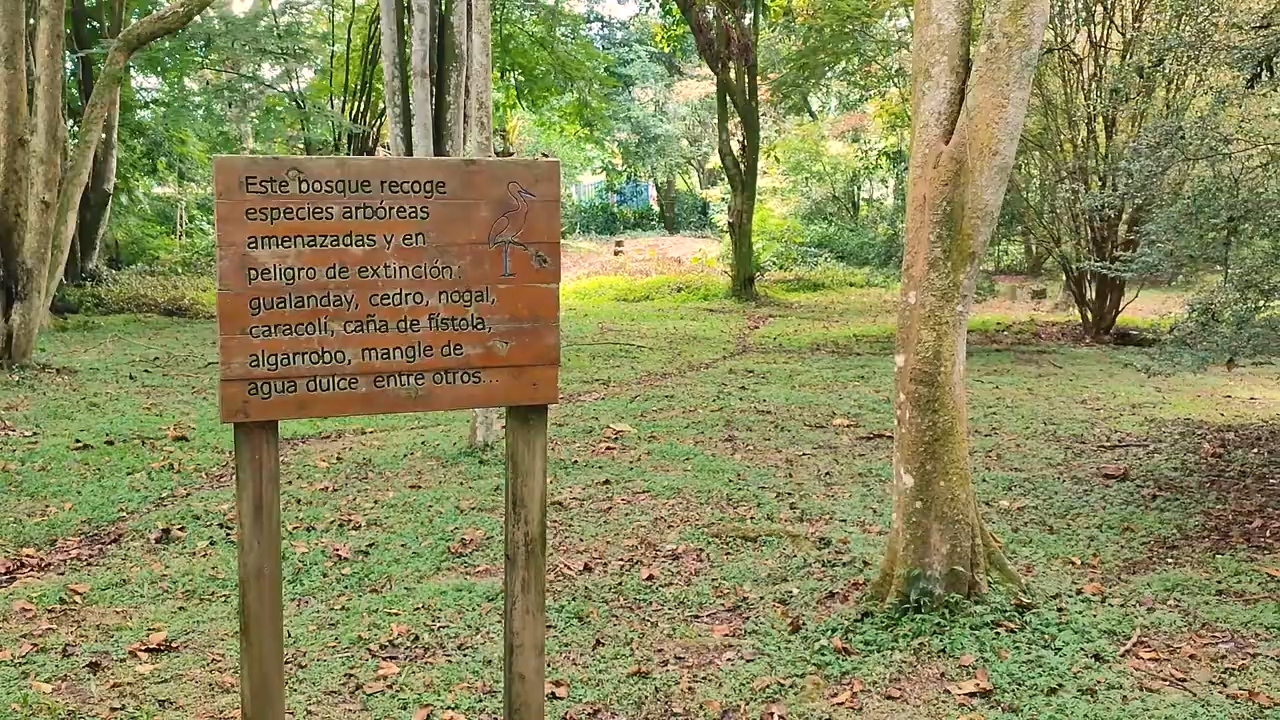 Este bosque recoge
especies arbóreas
amenazadas y en
peligro de extinción:
gualanday, cedro, nogal,
caracolí, caña de fístola,
algarrobo, mangle de
agua dulce, entre otros...